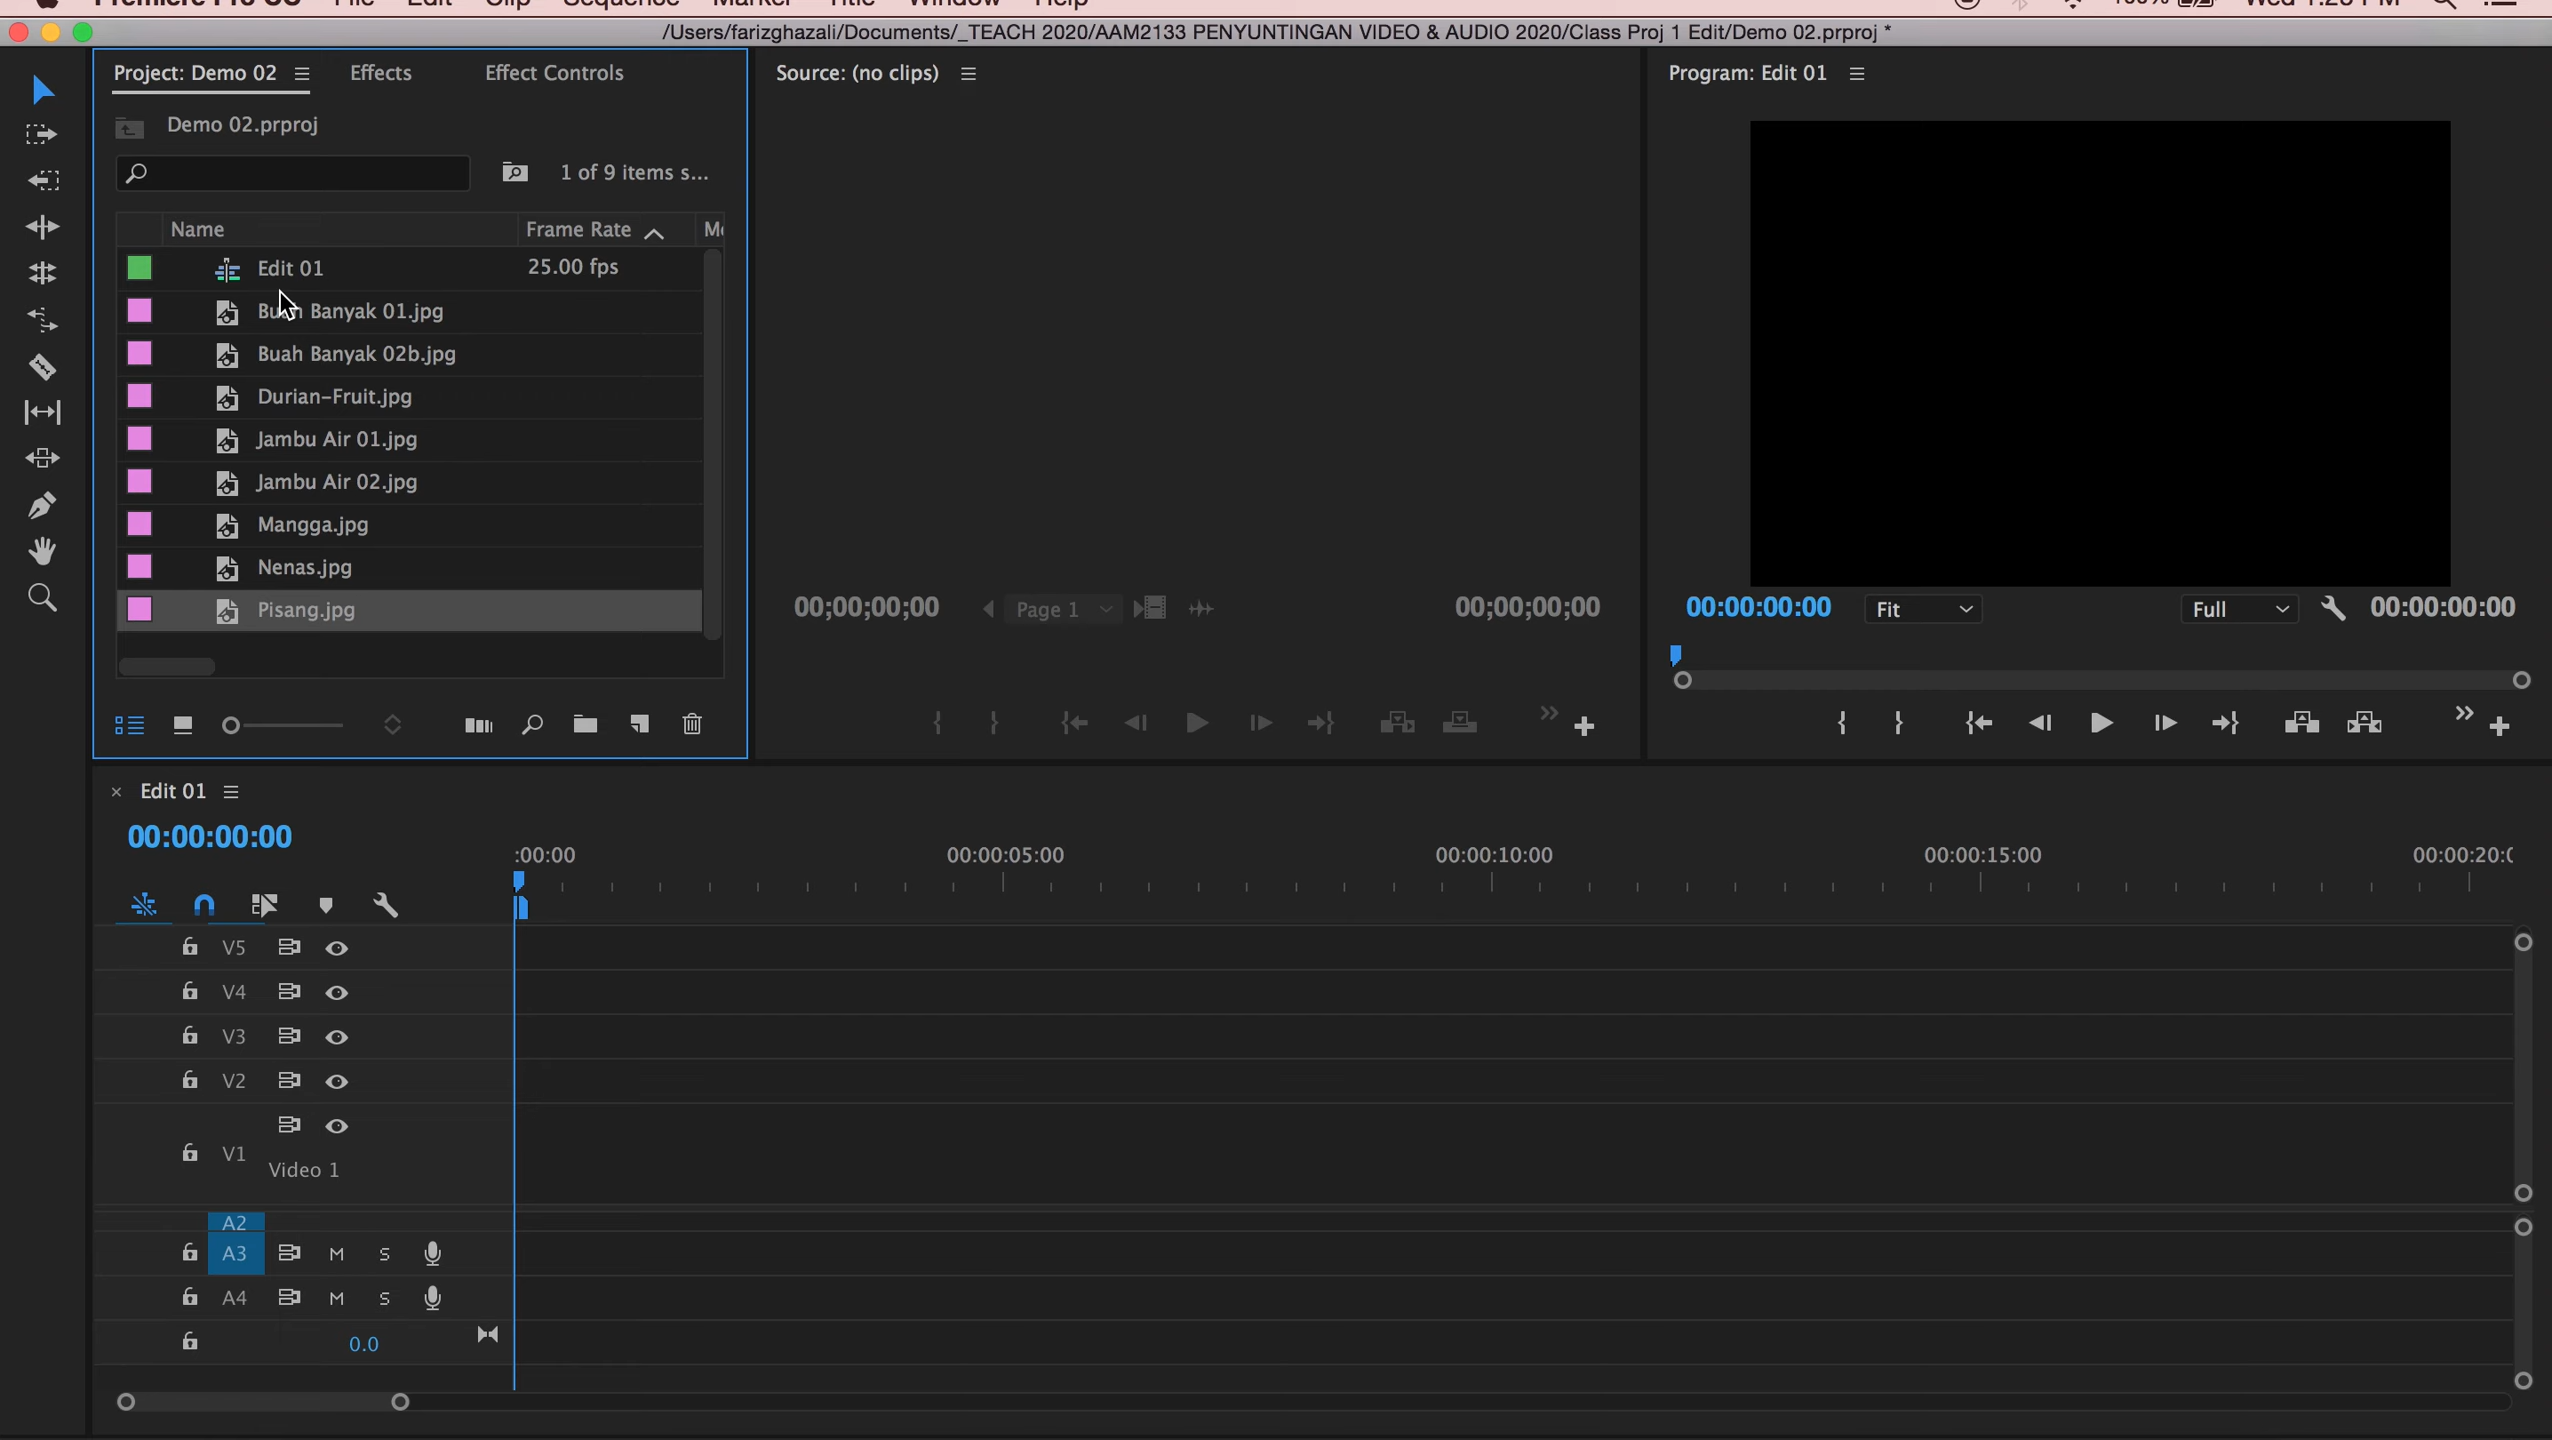 Premiere Pro CC File Edit Clip Sequence Marker Title Window Help 100% Wed 1:28 PM
/Users/farizghazali/Documents/_TEACH 2020/AAM2133 PENYUNTINGAN VIDEO & AUDIO 2020/Class Proj 1 Edit/Demo 02.prproj *
Project: Demo 02 Effects Effect Controls Source: (no clips) Program: Edit 01
Demo 02.prproj
1 of 9 items s...
Name Frame Rate Me
Edit 01 25.00 fps
Buah Banyak 01.jpg
Buah Banyak 02b.jpg
Durian-Fruit.jpg
Jambu Air 01.jpg
Jambu Air 02.jpg
Mangga.jpg
Nenas.jpg
Pisang.jpg
00;00;00;00 Page 1 00;00;00;00 00:00:00:00 Fit Full 00:00:00:00
Edit 01
00:00:00:00
:00:00 00:00:05:00 00:00:10:00 00:00:15:00 00:00:20:0
V5
V4
V3
V2
V1
Video 1
A2
A3 M S
A4 M S
0.0